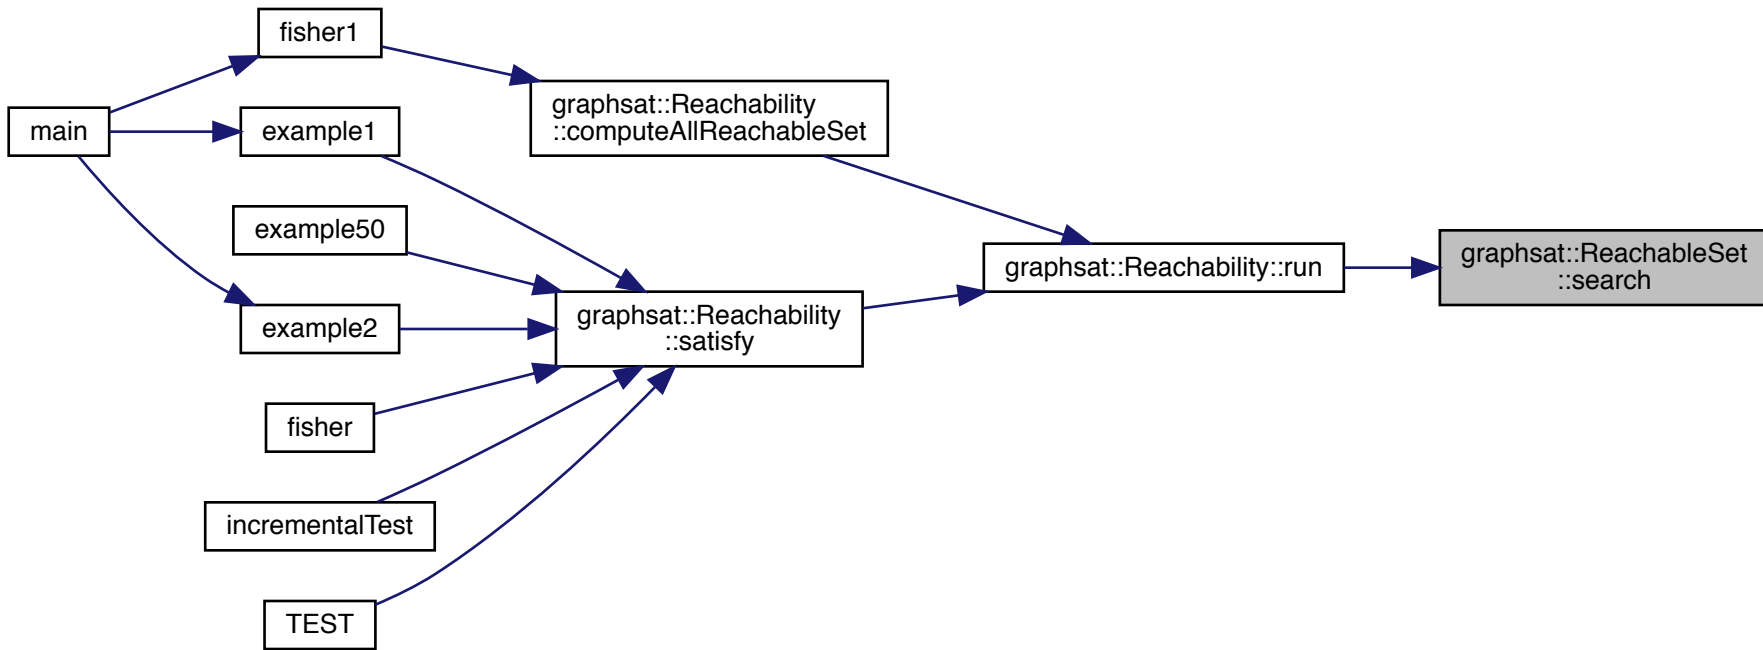 fisher1
graphsat::Reachability
::computeAllReachableSet
main
example1
example50
graphsat::ReachableSet
::search
graphsat::Reachability::run
graphsat::Reachability
::satisfy
example2
fisher
incrementalTest
TEST